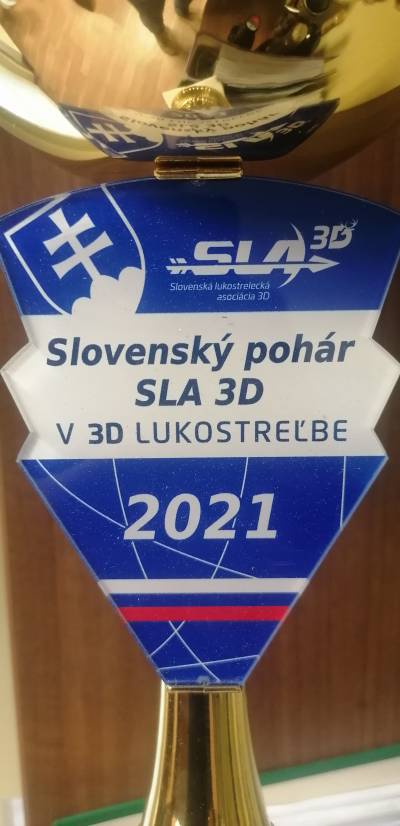 SLA 3D
Slovenská lukostrelecká
asociácia 3D
Slovenský pohár
SLA 3D
V 3D LUKOSTREĽBE
2021